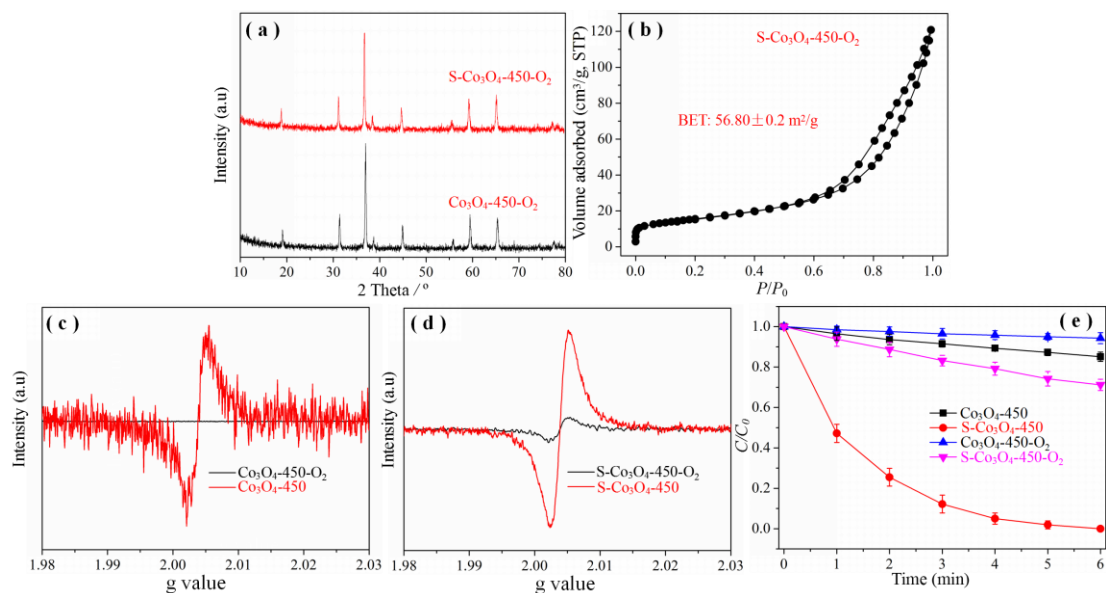 ( a )
S-Co₃O₄-450-O₂
Co₃O₄-450-O₂
Intensity (a.u)
10 20 30 40 50 60 70 80
2 Theta / º
( b )
S-Co₃O₄-450-O₂
BET: 56.80±0.2 m²/g
Volume adsorbed (cm³/g, STP)
120
100
80
60
40
20
0
0.0 0.2 0.4 0.6 0.8 1.0
P/P₀
( c )
Intensity (a.u)
Co₃O₄-450-O₂
Co₃O₄-450
1.98 1.99 2.00 2.01 2.02 2.03
g value
( d )
Intensity (a.u)
S-Co₃O₄-450-O₂
S-Co₃O₄-450
1.98 1.99 2.00 2.01 2.02 2.03
g value
( e )
C/C₀
1.0
0.8
0.6
0.4
0.2
0.0
Co₃O₄-450
S-Co₃O₄-450
Co₃O₄-450-O₂
S-Co₃O₄-450-O₂
0 1 2 3 4 5 6
Time (min)